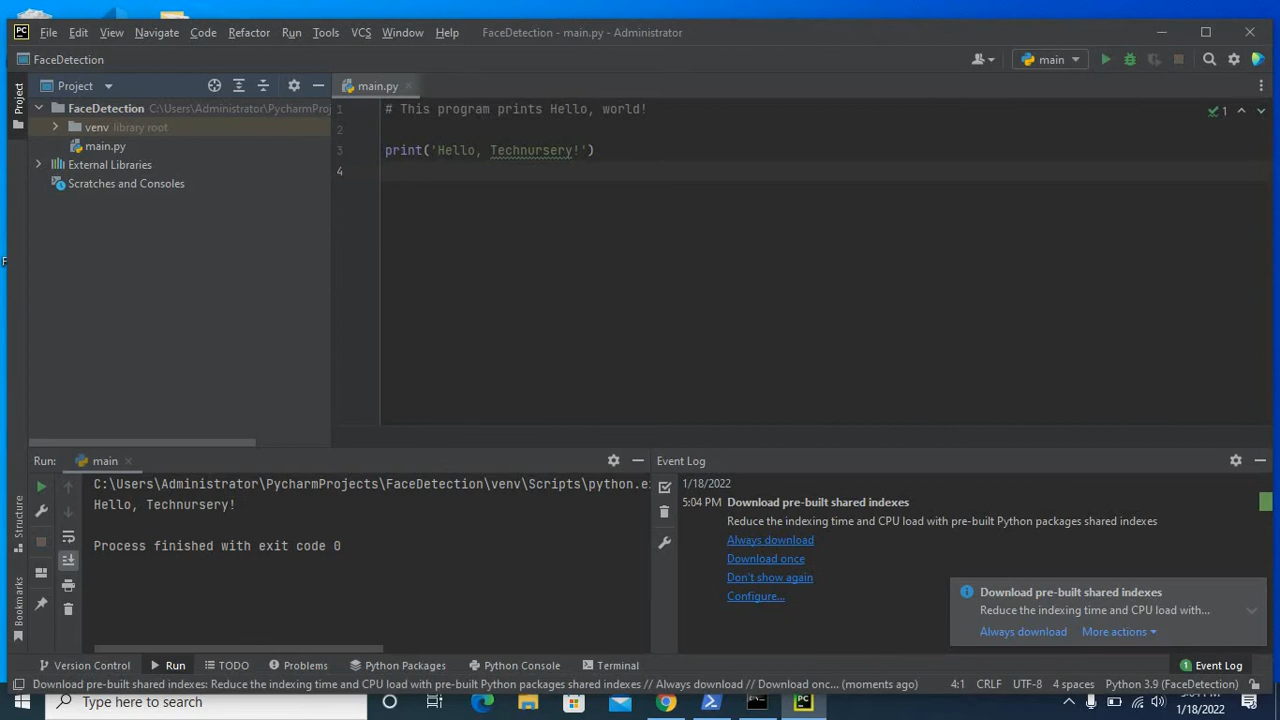 PC File Edit View Navigate Code Refactor Run Tools VCS Window Help FaceDetection - main.py - Administrator
FaceDetection
main
Project
Project
main.py
FaceDetection C:\Users\Administrator\PycharmProj
venv library root
main.py
External Libraries
Scratches and Consoles
1 # This program prints Hello, world!
2
3 print('Hello, Technursery!')
4
1
Run: main
C:\Users\Administrator\PycharmProjects\FaceDetection\venv\Scripts\python.e
Hello, Technursery!
Process finished with exit code 0
Structure
Bookmarks
Event Log
1/18/2022
5:04 PM Download pre-built shared indexes
Reduce the indexing time and CPU load with pre-built Python packages shared indexes
Always download
Download once
Don't show again
Configure...
Download pre-built shared indexes
Reduce the indexing time and CPU load with...
Always download More actions
Version Control Run TODO Problems Python Packages Python Console Terminal 1 Event Log
Download pre-built shared indexes: Reduce the indexing time and CPU load with pre-built Python packages shared indexes // Always download // Download onc... (moments ago) 4:1 CRLF UTF-8 4 spaces Python 3.9 (FaceDetection)
Type here to search
PC
1/18/2022